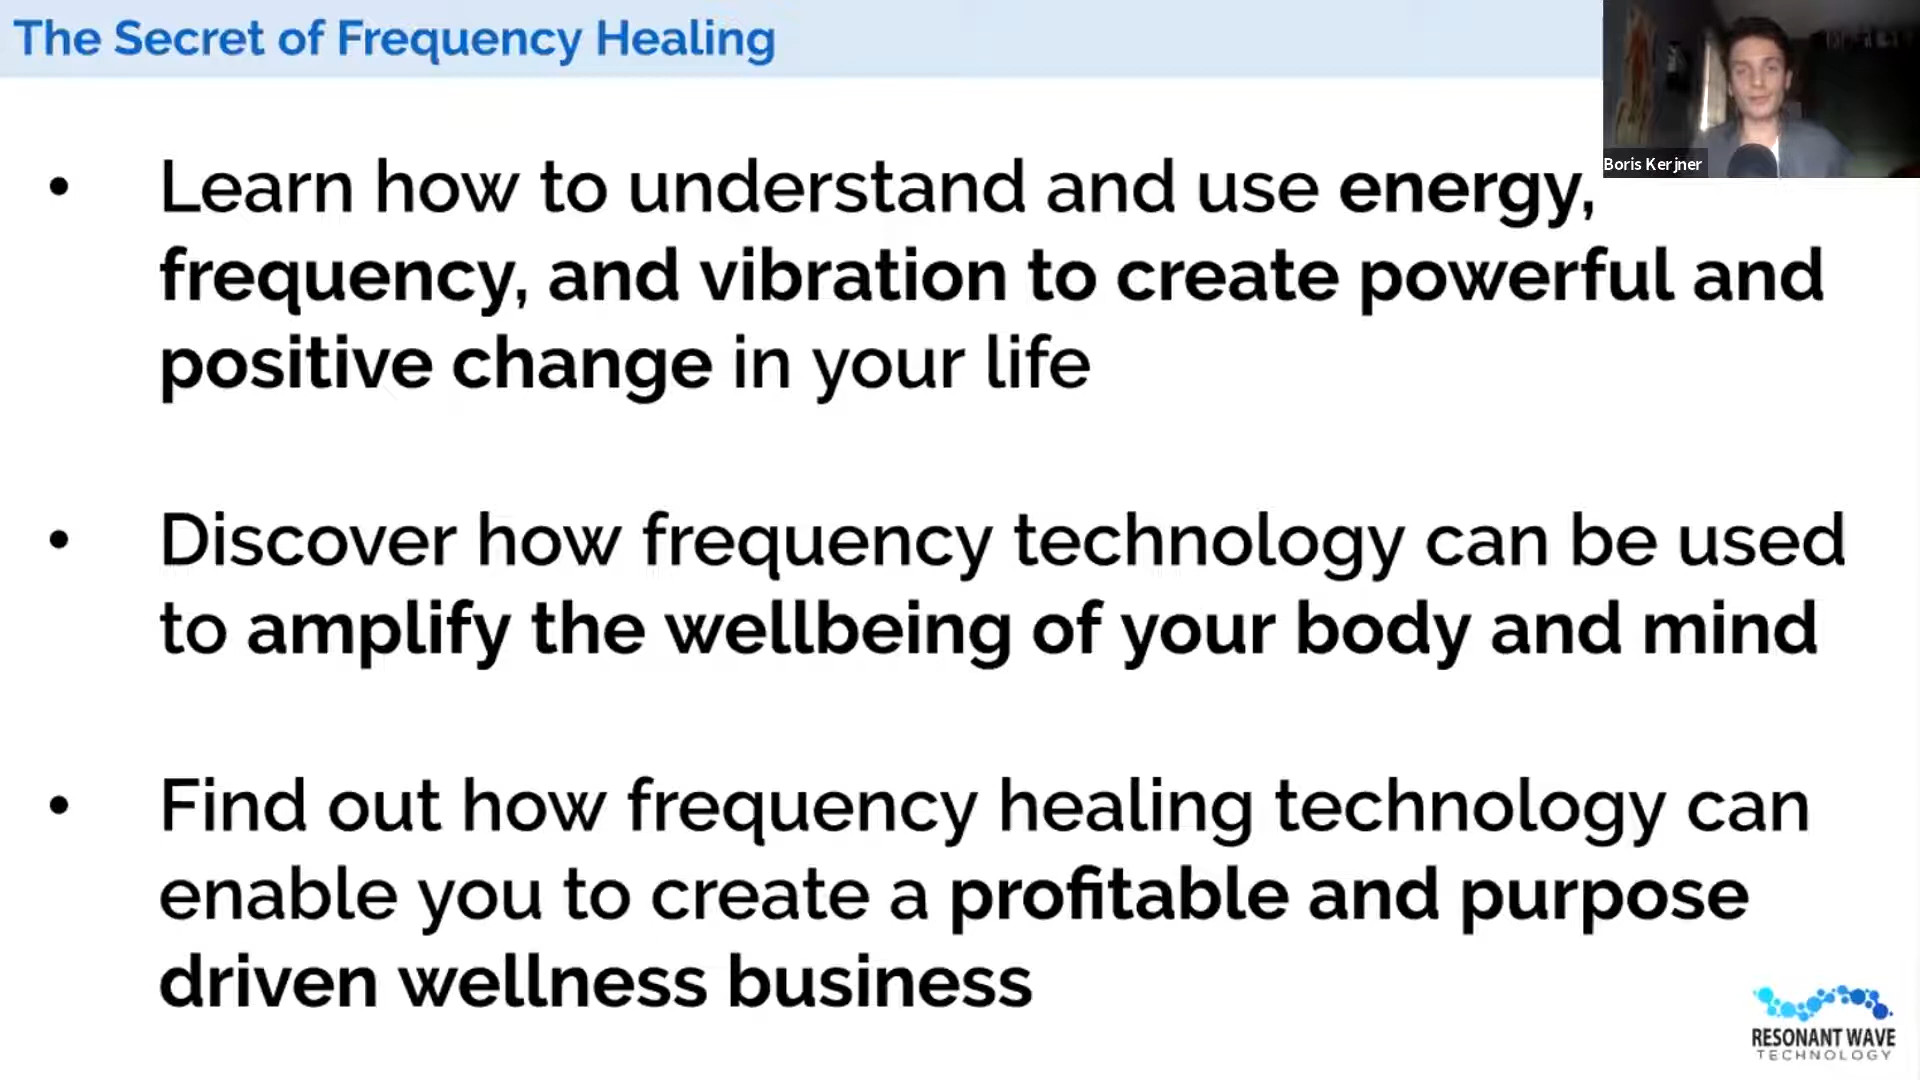 The Secret of Frequency Healing
Boris Kerjner
• Learn how to understand and use energy,
frequency, and vibration to create powerful and
positive change in your life
• Discover how frequency technology can be used
to amplify the wellbeing of your body and mind
• Find out how frequency healing technology can
enable you to create a profitable and purpose
driven wellness business
RESONANT WAVE
TECHNOLOGY